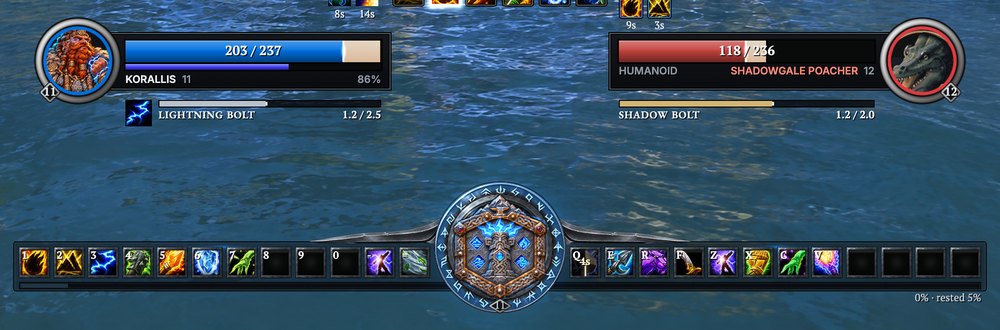 8s 14s
9s 3s
203 / 237
118 / 236
KORALLIS 11 86%
HUMANOID SHADOWGALE POACHER 12
11
12
LIGHTNING BOLT 1.2 / 2.5
SHADOW BOLT 1.2 / 2.0
1 2 3 4 5 6 7 8 9 0
Q 4s E R F Z X C V
11
0% · rested 5%